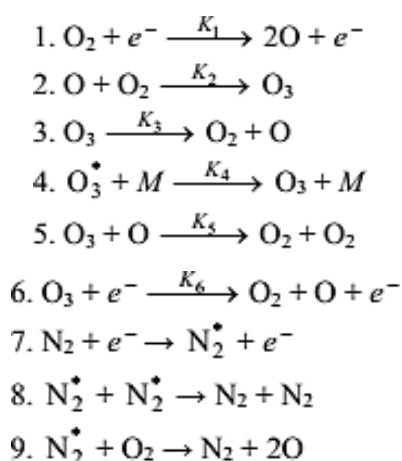 1. O₂ + e⁻ —K₁→ 2O + e⁻
2. O + O₂ —K₂→ O₃
3. O₃ —K₃→ O₂ + O
4. O₃• + M —K₄→ O₃ + M
5. O₃ + O —K₅→ O₂ + O₂
6. O₃ + e⁻ —K₆→ O₂ + O + e⁻
7. N₂ + e⁻ → N₂• + e⁻
8. N₂• + N₂• → N₂ + N₂
9. N₂• + O₂ → N₂ + 2O